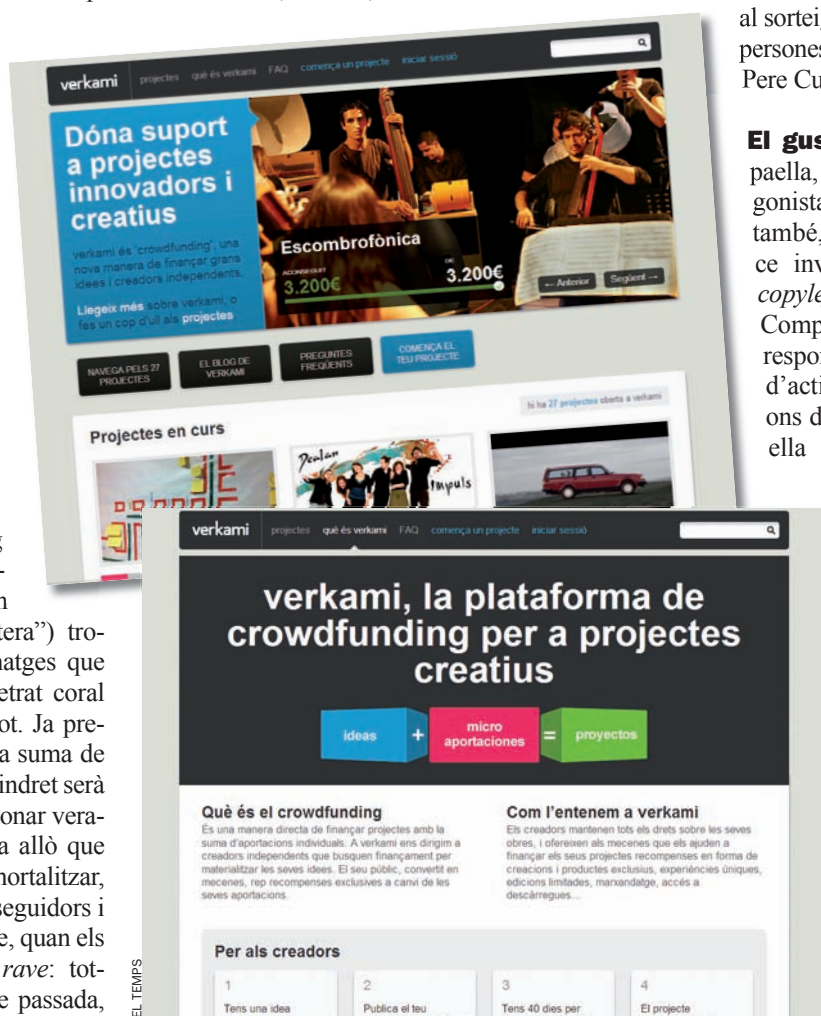 al sorteig
persones
Pere Cu
El gus
paella,
gonista
també,
ce inv
copyle
Comp
respon
d'acti
ons d
ella
verkami projectes què és verkami FAQ comença un projecte iniciar sessió
Dóna suport
a projectes
innovadors i
creatius
verkami és 'crowdfunding', una
nova manera de finançar grans
idees i creadors independents.
Llegeix més sobre verkami, o
fes un cop d'ull als projectes
Escombrofònica
ACONSEGUIT DE
3.200€ 3.200€
← Anterior Següent →
NAVEGA PELS 27
PROJECTES
EL BLOG DE
VERKAMI
PREGUNTES
FREQÜENTS
COMENÇA EL
TEU PROJECTE
hi ha 27 projectes oberts a verkami
Projectes en curs
Dealan
Impuls
tera") tro-
natges que
etrat coral
ot. Ja pre-
a suma de
indret serà
onar vera-
a allò que
nortalitzar,
seguidors i
e, quan els
rave: tot-
e passada,
EL TEMPS
verkami projectes què és verkami FAQ comença un projecte iniciar sessió
verkami, la plataforma de
crowdfunding per a projectes
creatius
ideas + micro aportaciones = proyectos
Què és el crowdfunding
És una manera directa de finançar projectes amb la
suma d'aportacions individuals. A verkami ens dirigim a
creadors independents que busquen finançament per
materialitzar les seves idees. El seu públic, convertit en
mecenes, rep recompenses exclusives a canvi de les
seves aportacions.
Com l'entenem a verkami
Els creadors mantenen tots els drets sobre les seves
obres, i ofereixen als mecenes que els ajuden a
finançar els seus projectes recompenses en forma de
creacions i productes exclusius, experiències úniques,
edicions limitades, marxandatge, accés a
descàrregues...
Per als creadors
1
Tens una idea
2
Publica el teu
3
Tens 40 dies per
4
El projecte